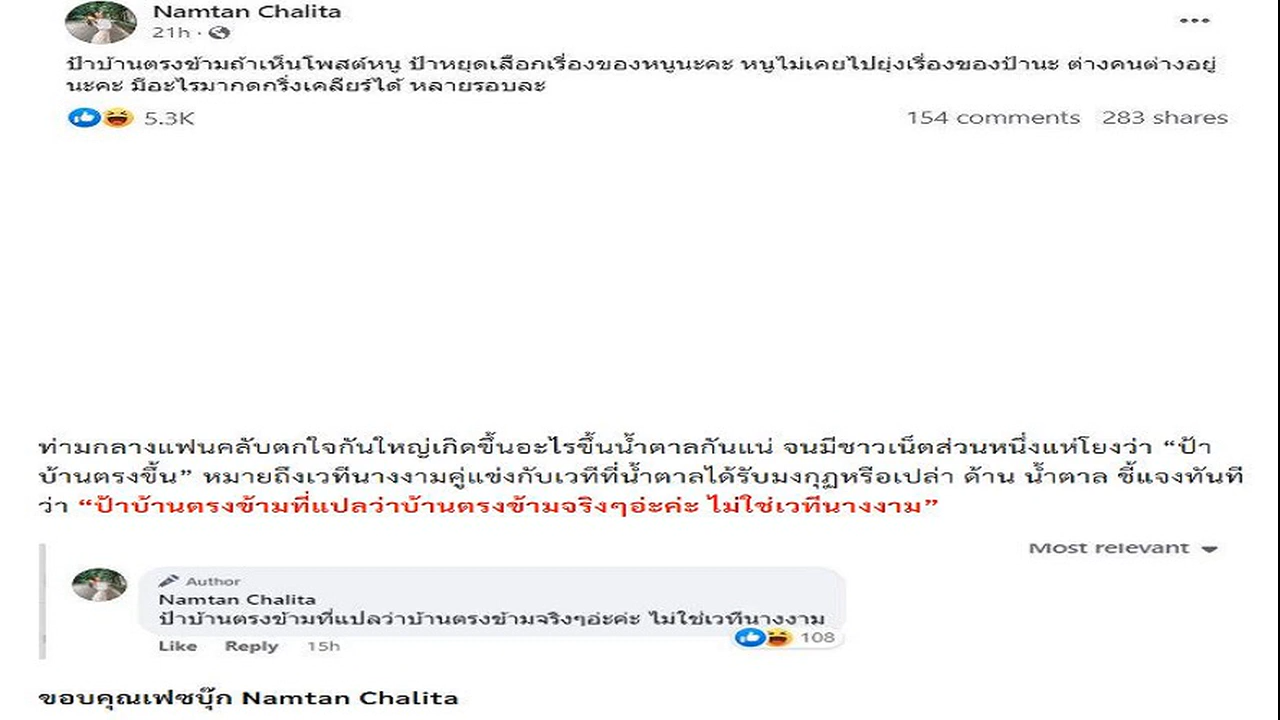 Namtan Chalita
21h ·
ป้าบ้านตรงข้ามถ้าเห็นโพสต์หนู ป้าหยุดเสือกเรื่องของหนูนะคะ หนูไม่เคยไปยุ่งเรื่องของป้านะ ต่างคนต่างอยู่
นะคะ มีอะไรมากดกริ่งเคลียร์ได้ หลายรอบละ
5.3K 154 comments 283 shares
ท่ามกลางแฟนคลับตกใจกันใหญ่เกิดขึ้นอะไรขึ้นน้ำตาลกันแน่ จนมีชาวเน็ตส่วนหนึ่งแห่โยงว่า “ป้า
บ้านตรงขึ้น” หมายถึงเวทีนางงามคู่แข่งกับเวทีที่น้ำตาลได้รับมงกุฏหรือเปล่า ด้าน น้ำตาล ชี้แจงทันที
ว่า “ป้าบ้านตรงข้ามที่แปลว่าบ้านตรงข้ามจริงๆอ่ะค่ะ ไม่ใช่เวทีนางงาม”
Most relevant
Author
Namtan Chalita
ป้าบ้านตรงข้ามที่แปลว่าบ้านตรงข้ามจริงๆอ่ะค่ะ ไม่ใช่เวทีนางงาม
108
Like Reply 15h
ขอบคุณเฟซบุ๊ก Namtan Chalita